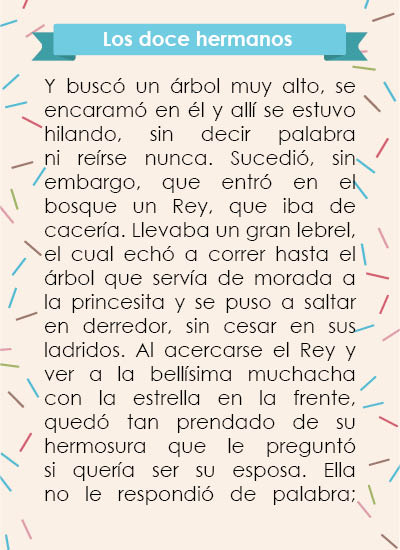 Los doce hermanos
Y buscó un árbol muy alto, se
encaramó en él y allí se estuvo
hilando, sin decir palabra
ni reírse nunca. Sucedió, sin
embargo, que entró en el
bosque un Rey, que iba de
cacería. Llevaba un gran lebrel,
el cual echó a correr hasta el
árbol que servía de morada a
la princesita y se puso a saltar
en derredor, sin cesar en sus
ladridos. Al acercarse el Rey y
ver a la bellísima muchacha
con la estrella en la frente,
quedó tan prendado de su
hermosura que le preguntó
si quería ser su esposa. Ella
no le respondió de palabra;